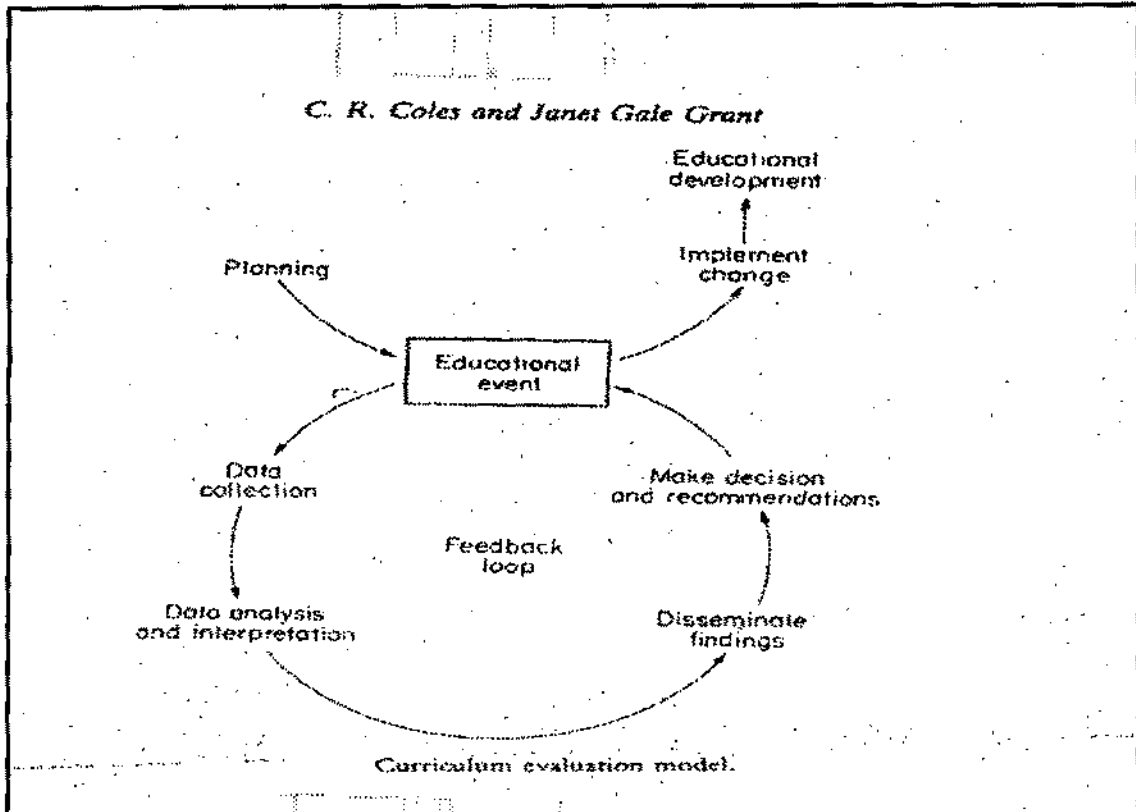 C. R. Coles and Janet Gale Grant
Educational
development
Implement
change
Planning
Educational
event
Data
collection
Make decision
and recommendations
Feedback
loop
Data analysis
and interpretation
Disseminate
findings
Curriculum evaluation model.